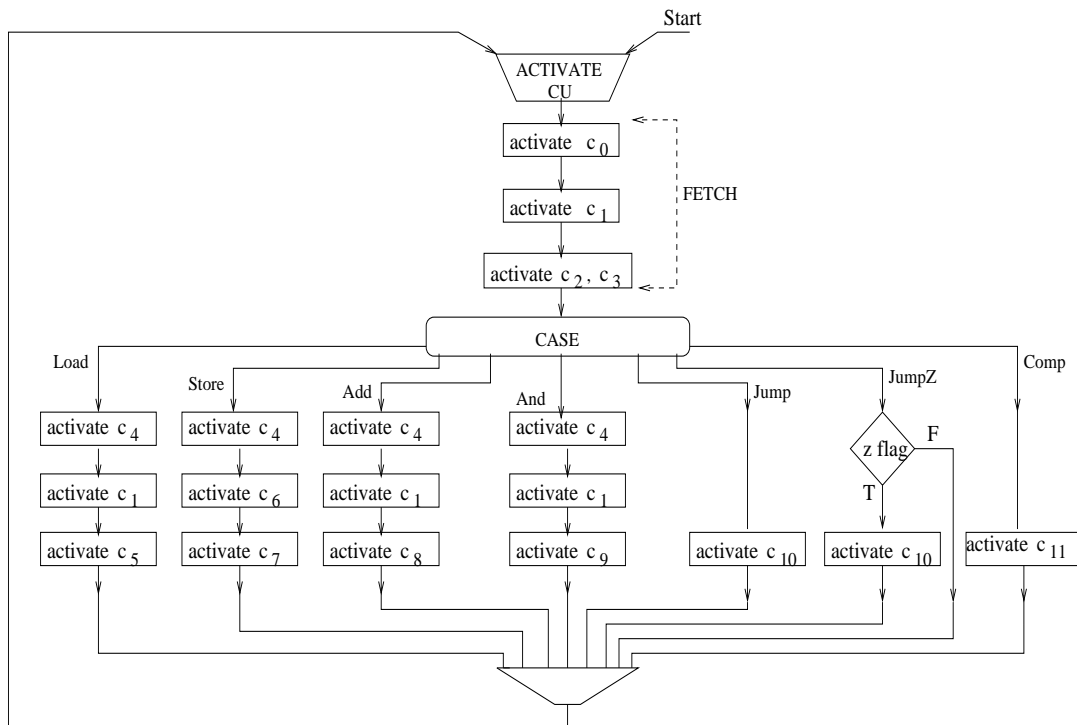 Start
ACTIVATE
CU
activate c0
activate c1
FETCH
activate c2, c3
CASE
Load
Store
Add
And
Jump
JumpZ
Comp
activate c4
activate c4
activate c4
activate c4
z flag
F
T
activate c1
activate c6
activate c1
activate c1
activate c5
activate c7
activate c8
activate c9
activate c10
activate c10
activate c11